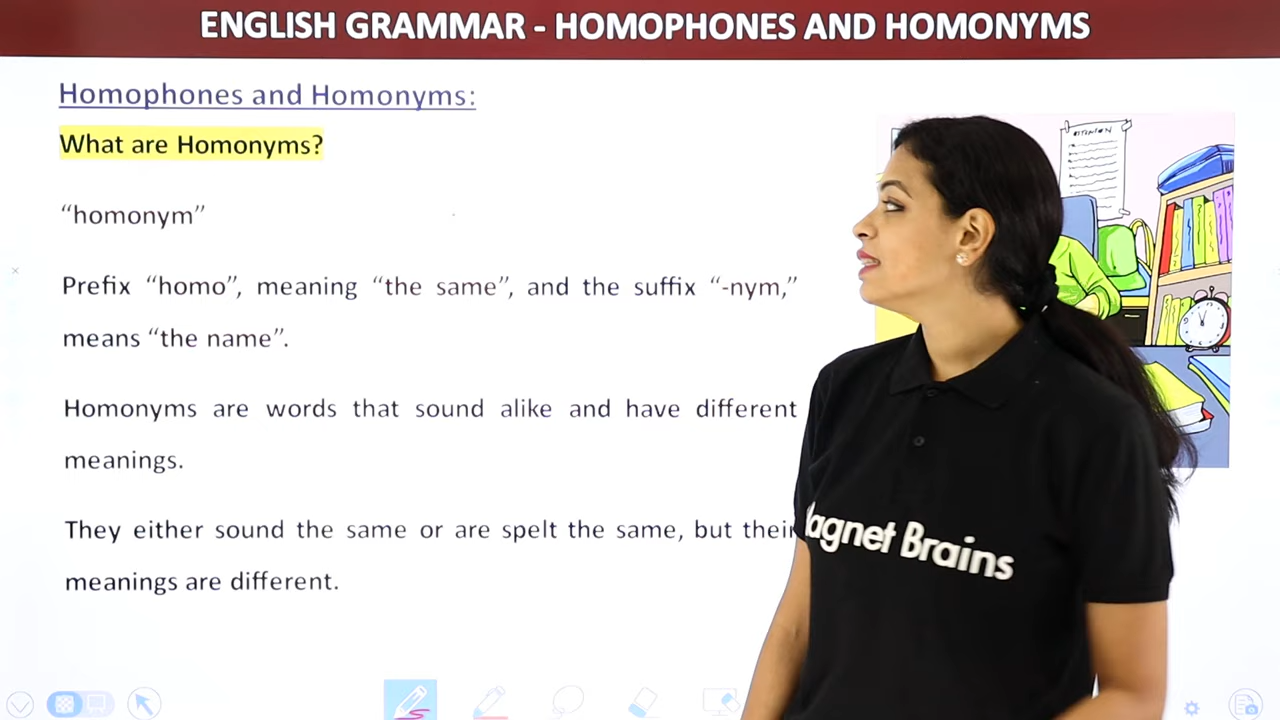 ENGLISH GRAMMAR - HOMOPHONES AND HOMONYMS
Homophones and Homonyms:
What are Homonyms?
“homonym”
Prefix “homo”, meaning “the same”, and the suffix “-nym,”
means “the name”.
Homonyms are words that sound alike and have different
meanings.
They either sound the same or are spelt the same, but their
meanings are different.
agnet Brains